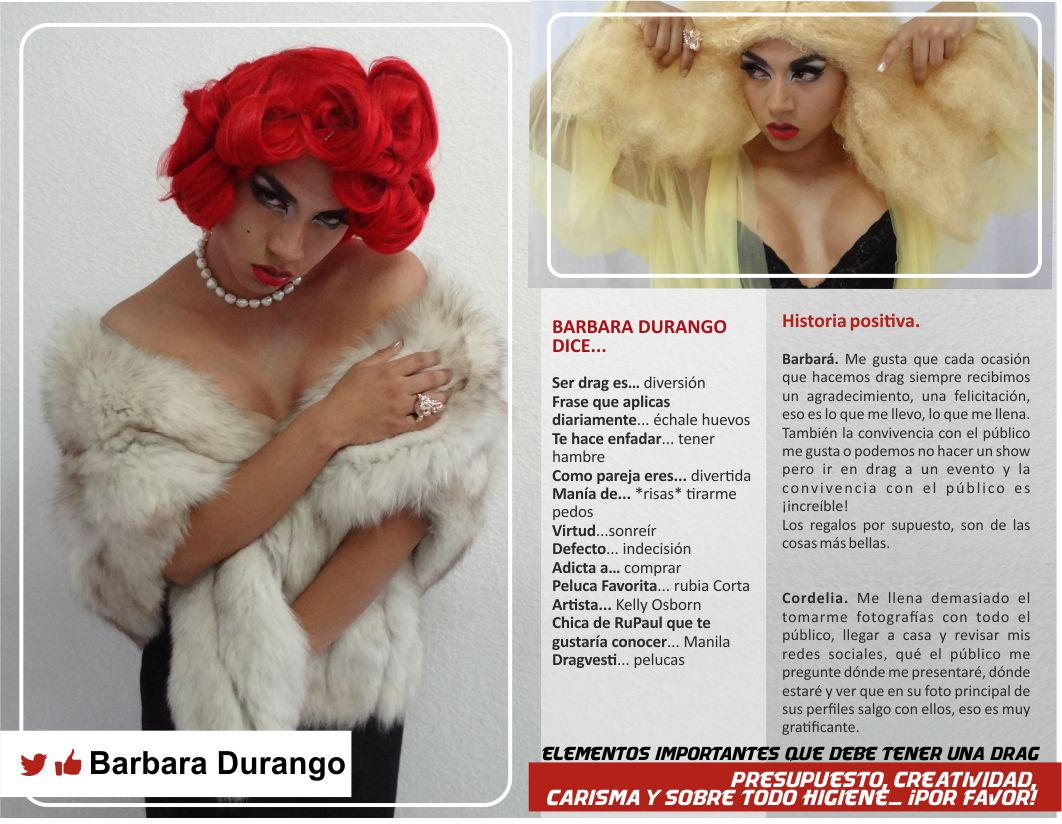 Barbara Durango
BARBARA DURANGO
DICE...
Ser drag es... diversión
Frase que aplicas
diariamente... échale huevos
Te hace enfadar... tener
hambre
Como pareja eres... divertida
Manía de... *risas* tirarme
pedos
Virtud...sonreír
Defecto... indecisión
Adicta a... comprar
Peluca Favorita... rubia Corta
Artista... Kelly Osborn
Chica de RuPaul que te
gustaría conocer... Manila
Dragvesti... pelucas
Historia positiva.
Barbará. Me gusta que cada ocasión
que hacemos drag siempre recibimos
un agradecimiento, una felicitación,
eso es lo que me llevo, lo que me llena.
También la convivencia con el público
me gusta o podemos no hacer un show
pero ir en drag a un evento y la
convivencia con el público es
¡increíble!
Los regalos por supuesto, son de las
cosas más bellas.
Cordelia. Me llena demasiado el
tomarme fotografías con todo el
público, llegar a casa y revisar mis
redes sociales, qué el público me
pregunte dónde me presentaré, dónde
estaré y ver que en su foto principal de
sus perfiles salgo con ellos, eso es muy
gratificante.
ELEMENTOS IMPORTANTES QUE DEBE TENER UNA DRAG
PRESUPUESTO, CREATIVIDAD,
CARISMA Y SOBRE TODO HIGIENE... ¡POR FAVOR!